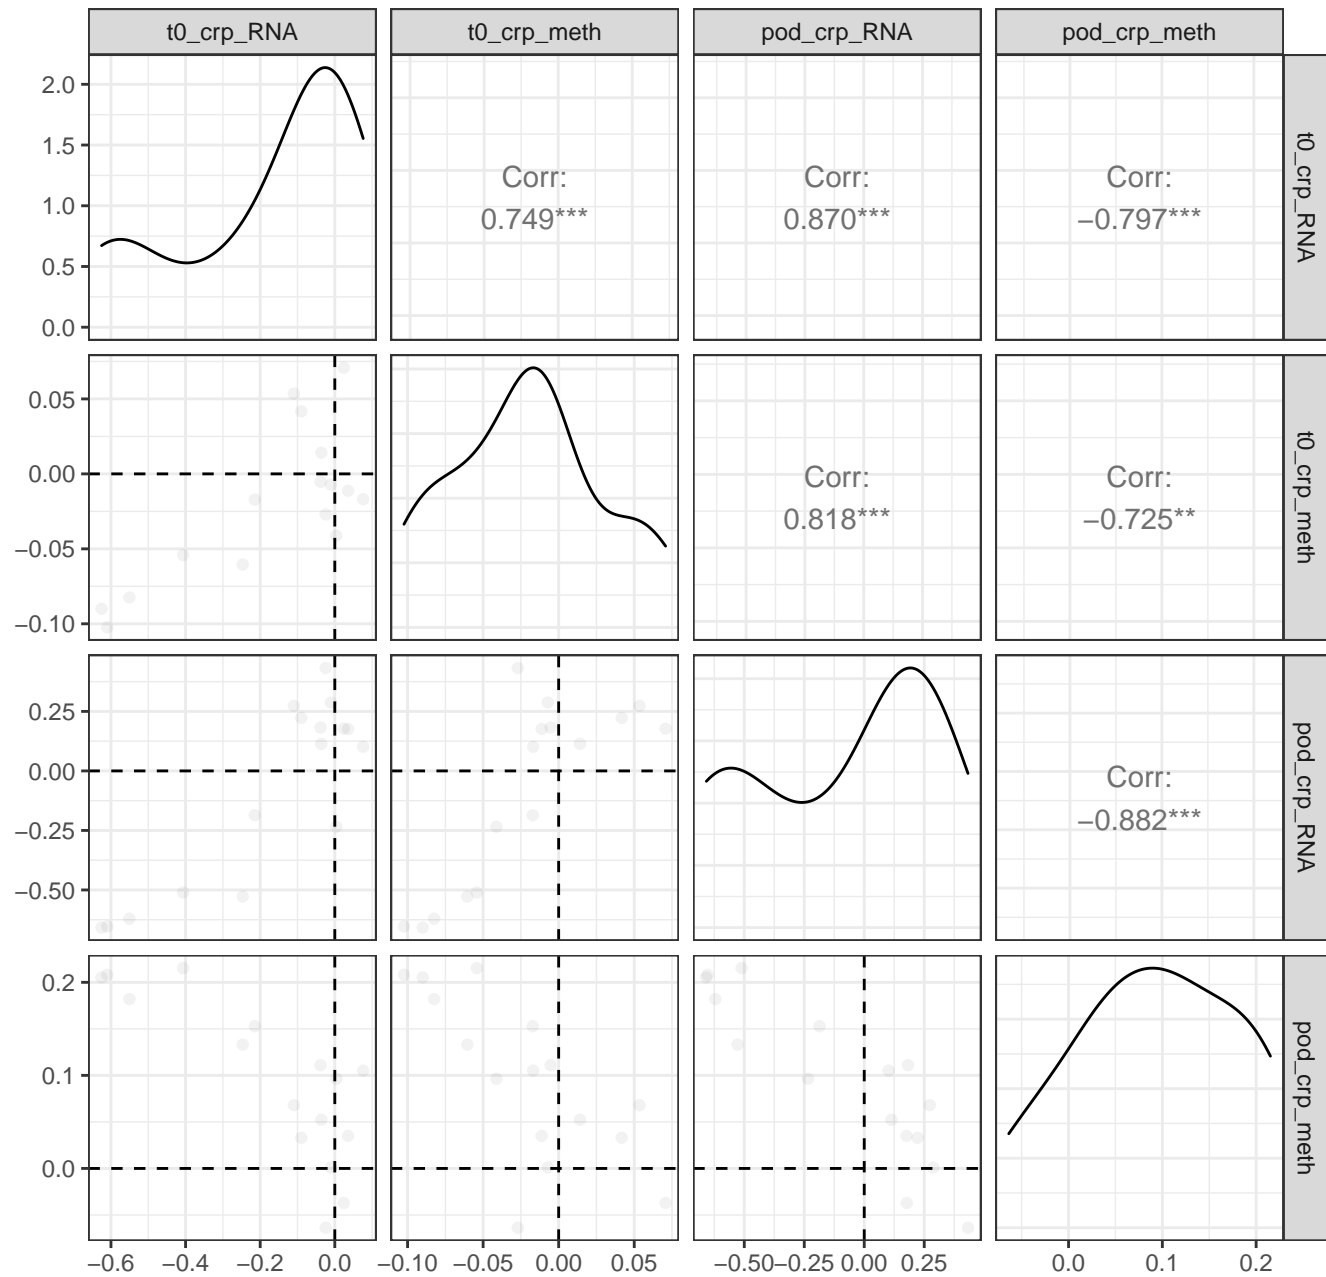 t0_crp_RNA t0_crp_meth pod_crp_RNA pod_crp_meth
2.0
1.5
1.0
0.5
0.0
Corr:
0.749***
Corr:
0.870***
Corr:
−0.797***
t0_crp_RNA
0.05
0.00
−0.05
−0.10
Corr:
0.818***
Corr:
−0.725**
t0_crp_meth
0.25
0.00
−0.25
−0.50
Corr:
−0.882***
pod_crp_RNA
0.2
0.1
0.0
pod_crp_meth
−0.6 −0.4 −0.2 0.0 −0.10 −0.05 0.00 0.05 −0.50 −0.25 0.00 0.25 0.0 0.1 0.2